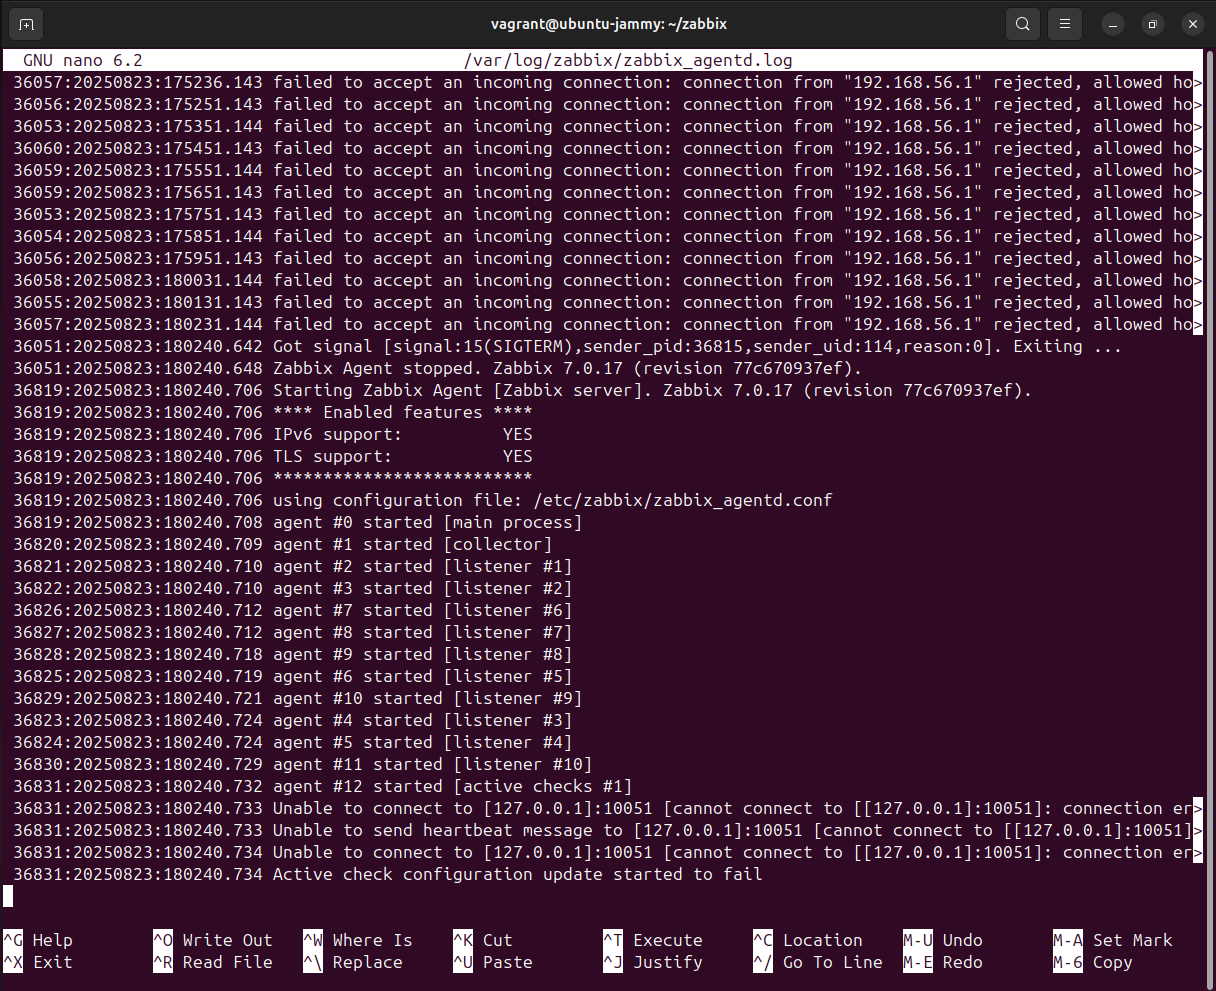 vagrant@ubuntu-jammy: ~/zabbix
GNU nano 6.2 /var/log/zabbix/zabbix_agentd.log
36057:20250823:175236.143 failed to accept an incoming connection: connection from "192.168.56.1" rejected, allowed ho>
36056:20250823:175251.143 failed to accept an incoming connection: connection from "192.168.56.1" rejected, allowed ho>
36053:20250823:175351.144 failed to accept an incoming connection: connection from "192.168.56.1" rejected, allowed ho>
36060:20250823:175451.143 failed to accept an incoming connection: connection from "192.168.56.1" rejected, allowed ho>
36059:20250823:175551.144 failed to accept an incoming connection: connection from "192.168.56.1" rejected, allowed ho>
36059:20250823:175651.143 failed to accept an incoming connection: connection from "192.168.56.1" rejected, allowed ho>
36053:20250823:175751.143 failed to accept an incoming connection: connection from "192.168.56.1" rejected, allowed ho>
36054:20250823:175851.144 failed to accept an incoming connection: connection from "192.168.56.1" rejected, allowed ho>
36056:20250823:175951.143 failed to accept an incoming connection: connection from "192.168.56.1" rejected, allowed ho>
36058:20250823:180031.144 failed to accept an incoming connection: connection from "192.168.56.1" rejected, allowed ho>
36055:20250823:180131.143 failed to accept an incoming connection: connection from "192.168.56.1" rejected, allowed ho>
36057:20250823:180231.144 failed to accept an incoming connection: connection from "192.168.56.1" rejected, allowed ho>
36051:20250823:180240.642 Got signal [signal:15(SIGTERM),sender_pid:36815,sender_uid:114,reason:0]. Exiting ...
36051:20250823:180240.648 Zabbix Agent stopped. Zabbix 7.0.17 (revision 77c670937ef).
36819:20250823:180240.706 Starting Zabbix Agent [Zabbix server]. Zabbix 7.0.17 (revision 77c670937ef).
36819:20250823:180240.706 **** Enabled features ****
36819:20250823:180240.706 IPv6 support: YES
36819:20250823:180240.706 TLS support: YES
36819:20250823:180240.706 **************************
36819:20250823:180240.706 using configuration file: /etc/zabbix/zabbix_agentd.conf
36819:20250823:180240.708 agent #0 started [main process]
36820:20250823:180240.709 agent #1 started [collector]
36821:20250823:180240.710 agent #2 started [listener #1]
36822:20250823:180240.710 agent #3 started [listener #2]
36826:20250823:180240.712 agent #7 started [listener #6]
36827:20250823:180240.712 agent #8 started [listener #7]
36828:20250823:180240.718 agent #9 started [listener #8]
36825:20250823:180240.719 agent #6 started [listener #5]
36829:20250823:180240.721 agent #10 started [listener #9]
36823:20250823:180240.724 agent #4 started [listener #3]
36824:20250823:180240.724 agent #5 started [listener #4]
36830:20250823:180240.729 agent #11 started [listener #10]
36831:20250823:180240.732 agent #12 started [active checks #1]
36831:20250823:180240.733 Unable to connect to [127.0.0.1]:10051 [cannot connect to [[127.0.0.1]:10051]: connection er>
36831:20250823:180240.733 Unable to send heartbeat message to [127.0.0.1]:10051 [cannot connect to [[127.0.0.1]:10051]>
36831:20250823:180240.734 Unable to connect to [127.0.0.1]:10051 [cannot connect to [[127.0.0.1]:10051]: connection er>
36831:20250823:180240.734 Active check configuration update started to fail
^G Help ^O Write Out ^W Where Is ^K Cut ^T Execute ^C Location M-U Undo M-A Set Mark
^X Exit ^R Read File ^\ Replace ^U Paste ^J Justify ^/ Go To Line M-E Redo M-6 Copy